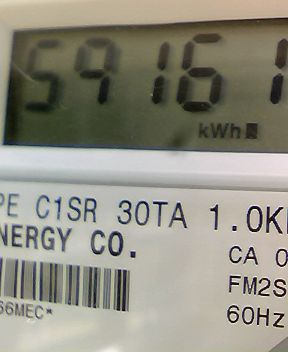 59161
kWh
PE C1SR 30TA 1.0K
NERGY CO.
CA 0
FM2S
66MEC*
60Hz